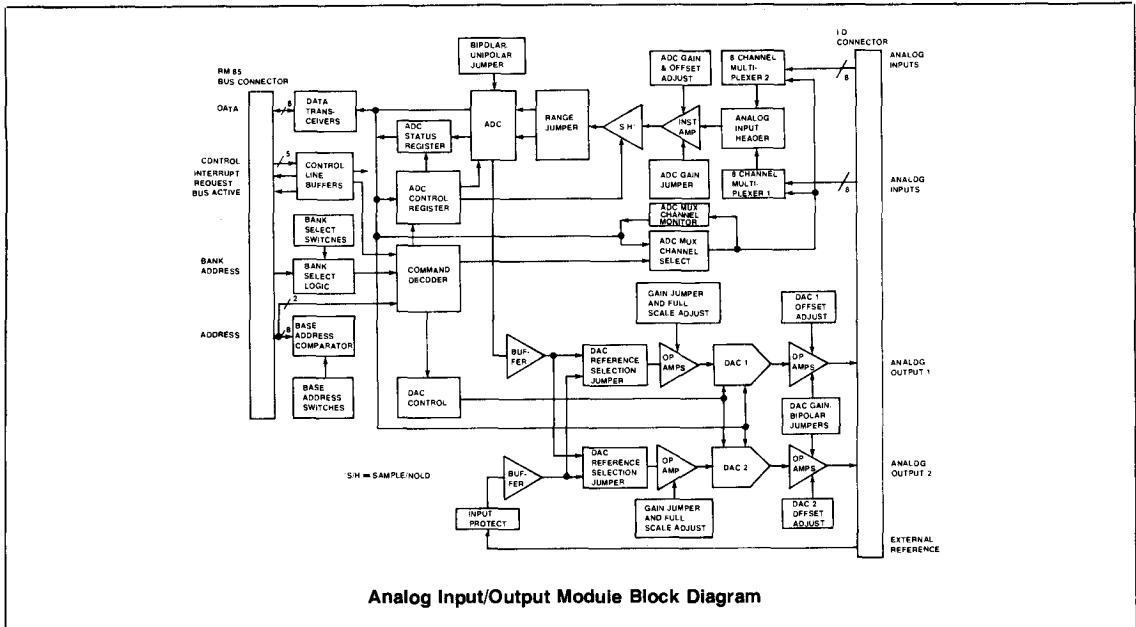 I/O
CONNECTOR
RM 65
BUS CONNECTOR
DATA
CONTROL
INTERRUPT
REQUEST
BUS ACTIVE
BANK
ADDRESS
ADDRESS
8
5
2
8
DATA
TRANS-
CEIVERS
CONTROL
LINE
BUFFERS
BANK
SELECT
SWITCHES
BANK
SELECT
LOGIC
BASE
ADDRESS
COMPARATOR
BASE
ADDRESS
SWITCHES
BIPOLAR,
UNIPOLAR
JUMPER
ADC
STATUS
REGISTER
ADC
RANGE
JUMPER
ADC
CONTROL
REGISTER
COMMAND
DECODER
DAC
CONTROL
S/H
ADC GAIN
& OFFSET
ADJUST
INST
AMP
ADC GAIN
JUMPER
8 CHANNEL
MULTI-
PLEXER 2
ANALOG
INPUT
HEADER
8 CHANNEL
MULTI-
PLEXER 1
ADC MUX
CHANNEL
MONITOR
ADC MUX
CHANNEL
SELECT
8
ANALOG
INPUTS
8
ANALOG
INPUTS
BUF-
FER
DAC
REFERENCE
SELECTION
JUMPER
GAIN JUMPER
AND FULL
SCALE ADJUST
OP
AMPS
DAC 1
DAC 1
OFFSET
ADJUST
OP
AMPS
ANALOG
OUTPUT 1
DAC GAIN-
BIPOLAR
JUMPERS
BUF-
FER
DAC
REFERENCE
SELECTION
JUMPER
OP
AMP
DAC 2
OP
AMPS
ANALOG
OUTPUT 2
GAIN JUMPER
AND FULL
SCALE ADJUST
DAC 2
OFFSET
ADJUST
S/H = SAMPLE/HOLD
INPUT
PROTECT
EXTERNAL
REFERENCE
Analog Input/Output Module Block Diagram